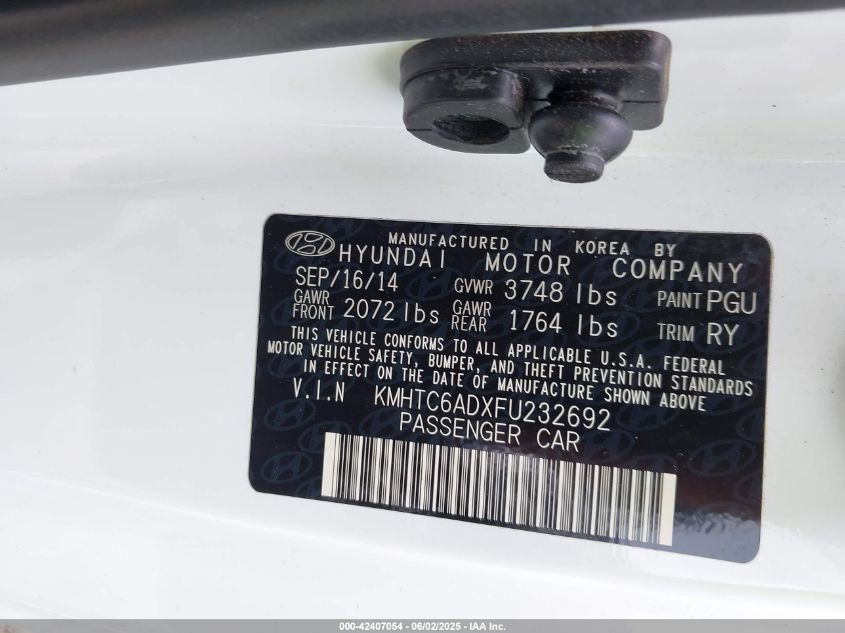 MANUFACTURED IN KOREA BY
HYUNDAI MOTOR COMPANY
SEP/16/14 GVWR 3748 lbs PAINT PGU
GAWR FRONT 2072 lbs GAWR REAR 1764 lbs TRIM RY
THIS VEHICLE CONFORMS TO ALL APPLICABLE U.S.A. FEDERAL
MOTOR VEHICLE SAFETY, BUMPER, AND THEFT PREVENTION STANDARDS
IN EFFECT ON THE DATE OF MANUFACTURE SHOWN ABOVE
V.I.N KMHTC6ADXFU232692
PASSENGER CAR
000-42407054 - 06/02/2025 - IAA Inc.